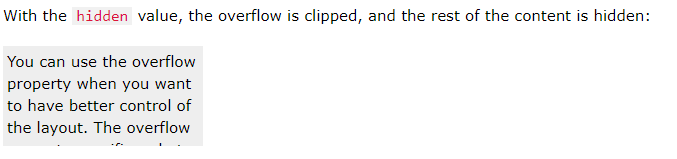 With the hidden value, the overflow is clipped, and the rest of the content is hidden:
You can use the overflow
property when you want
to have better control of
the layout. The overflow